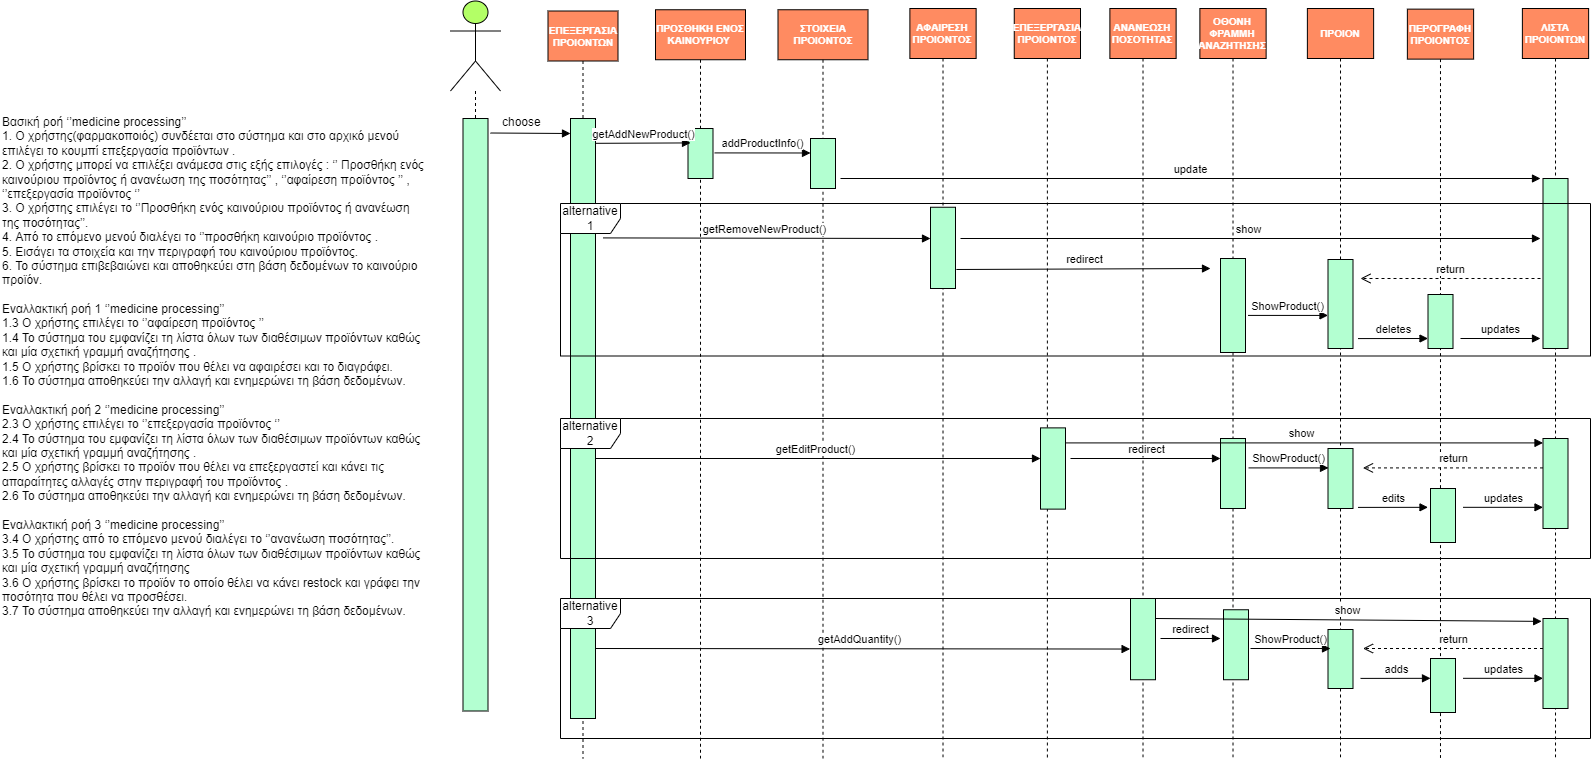 ΕΠΕΞΕΡΓΑΣΙΑ
ΠΡΟΙΟΝΤΩΝ
ΠΡΟΣΘΗΚΗ ΕΝΟΣ
ΚΑΙΝΟΥΡΙΟΥ
ΣΤΟΙΧΕΙΑ
ΠΡΟΙΟΝΤΟΣ
ΑΦΑΙΡΕΣΗ
ΠΡΟΙΟΝΤΟΣ
ΕΠΕΞΕΡΓΑΣΙΑ
ΠΡΟΙΟΝΤΟΣ
ΑΝΑΝΕΩΣΗ
ΠΟΣΟΤΗΤΑΣ
ΟΘΟΝΗ
ΦΡΑΜΜΗ
ΑΝΑΖΗΤΗΣΗΣ
ΠΡΟΙΟΝ
ΠΕΡΟΓΡΑΦΗ
ΠΡΟΙΟΝΤΟΣ
ΛΙΣΤΑ
ΠΡΟΙΟΝΤΩΝ
Βασική ροή ‘’medicine processing’’
1. Ο χρήστης(φαρμακοποιός) συνδέεται στο σύστημα και στο αρχικό μενού
επιλέγει το κουμπί επεξεργασία προϊόντων .
2. Ο χρήστης μπορεί να επιλέξει ανάμεσα στις εξής επιλογές : ‘’ Προσθήκη ενός
καινούριου προϊόντος ή ανανέωση της ποσότητας’’ , ‘’αφαίρεση προϊόντος ’’ ,
‘’επεξεργασία προϊόντος ‘’
3. Ο χρήστης επιλέγει το ‘’Προσθήκη ενός καινούριου προϊόντος ή ανανέωση
της ποσότητας’’.
4. Από το επόμενο μενού διαλέγει το ‘’προσθήκη καινούριο προϊόντος .
5. Εισάγει τα στοιχεία και την περιγραφή του καινούριου προϊόντος.
6. Το σύστημα επιβεβαιώνει και αποθηκεύει στη βάση δεδομένων το καινούριο
προϊόν.
Εναλλακτική ροή 1 ‘’medicine processing’’
1.3 Ο χρήστης επιλέγει το ‘’αφαίρεση προϊόντος ’’
1.4 Το σύστημα του εμφανίζει τη λίστα όλων των διαθέσιμων προϊόντων καθώς
και μία σχετική γραμμή αναζήτησης .
1.5 Ο χρήστης βρίσκει το προϊόν που θέλει να αφαιρέσει και το διαγράφει.
1.6 Το σύστημα αποθηκεύει την αλλαγή και ενημερώνει τη βάση δεδομένων.
Εναλλακτική ροή 2 ‘’medicine processing’’
2.3 Ο χρήστης επιλέγει το ‘’επεξεργασία προϊόντος ‘’
2.4 Το σύστημα του εμφανίζει τη λίστα όλων των διαθέσιμων προϊόντων καθώς
και μία σχετική γραμμή αναζήτησης .
2.5 Ο χρήστης βρίσκει το προϊόν που θέλει να επεξεργαστεί και κάνει τις
απαραίτητες αλλαγές στην περιγραφή του προϊόντος .
2.6 Το σύστημα αποθηκεύει την αλλαγή και ενημερώνει τη βάση δεδομένων.
Εναλλακτική ροή 3 ‘’medicine processing’’
3.4 Ο χρήστης από το επόμενο μενού διαλέγει το ‘’ανανέωση ποσότητας’’.
3.5 Το σύστημα του εμφανίζει τη λίστα όλων των διαθέσιμων προϊόντων καθώς
και μία σχετική γραμμή αναζήτησης
3.6 Ο χρήστης βρίσκει το προϊόν το οποίο θέλει να κάνει restock και γράφει την
ποσότητα που θέλει να προσθέσει.
3.7 Το σύστημα αποθηκεύει την αλλαγή και ενημερώνει τη βάση δεδομένων.
choose
getAddNewProduct()
addProductInfo()
update
alternative
1
getRemoveNewProduct()
show
redirect
return
ShowProduct()
deletes
updates
alternative
2
show
getEditProduct()
redirect
ShowProduct()
return
edits
updates
alternative
3
show
redirect
getAddQuantity()
ShowProduct()
return
adds
updates